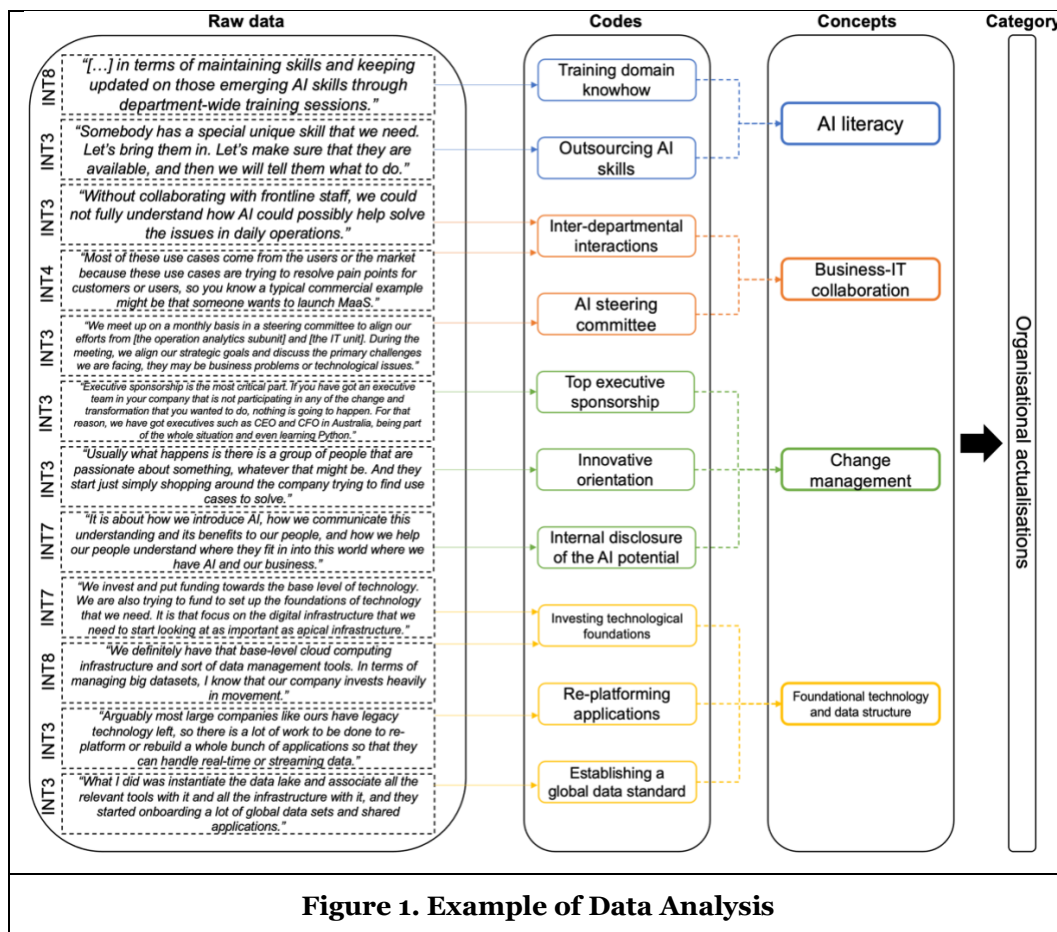 Raw data
Codes
Concepts
Category
INT8
“[…] in terms of maintaining skills and keeping
updated on those emerging AI skills through
department-wide training sessions.”
INT3
“Somebody has a special unique skill that we need.
Let’s bring them in. Let’s make sure that they are
available, and then we will tell them what to do.”
INT3
“Without collaborating with frontline staff, we could
not fully understand how AI could possibly help solve
the issues in daily operations.”
INT4
“Most of these use cases come from the users or the market
because these use cases are trying to resolve pain points for
customers or users, so you know a typical commercial example
might be that someone wants to launch MaaS.”
INT3
“We meet up on a monthly basis in a steering committee to align our
efforts from [the operation analytics subunit] and [the IT unit]. During the
meeting, we align our strategic goals and discuss the primary challenges
we are facing, they may be business problems or technological issues.”
INT3
“Executive sponsorship is the most critical part. If you have got an executive
team in your company that is not participating in any of the change and
transformation that you wanted to do, nothing is going to happen. For that
reason, we have got executives such as CEO and CFO in Australia, being
part of the whole situation and even learning Python.”
INT3
“Usually what happens is there is a group of people that are
passionate about something, whatever that might be. And they
start just simply shopping around the company trying to find use
cases to solve.”
INT7
“It is about how we introduce AI, how we communicate this
understanding and its benefits to our people, and how we help
our people understand where they fit in into this world where we
have AI and our business.”
INT7
“We invest and put funding towards the base level of technology.
We are also trying to fund to set up the foundations of technology
that we need. It is that focus on the digital infrastructure that we
need to start looking at as important as apical infrastructure.”
INT8
“We definitely have that base-level cloud computing
infrastructure and sort of data management tools. In terms of
managing big datasets, I know that our company invests heavily
in movement.”
INT3
“Arguably most large companies like ours have legacy
technology left, so there is a lot of work to be done to re-
platform or rebuild a whole bunch of applications so that they
can handle real-time or streaming data.”
INT3
“What I did was instantiate the data lake and associate all the
relevant tools with it and all the infrastructure with it, and they
started onboarding a lot of global data sets and shared
applications.”
Training domain
knowhow
Outsourcing AI
skills
Inter-departmental
interactions
AI steering
committee
Top executive
sponsorship
Innovative
orientation
Internal disclosure
of the AI potential
Investing technological
foundations
Re-platforming
applications
Establishing a
global data standard
AI literacy
Business-IT
collaboration
Change
management
Foundational technology
and data structure
Organisational actualisations
Figure 1. Example of Data Analysis